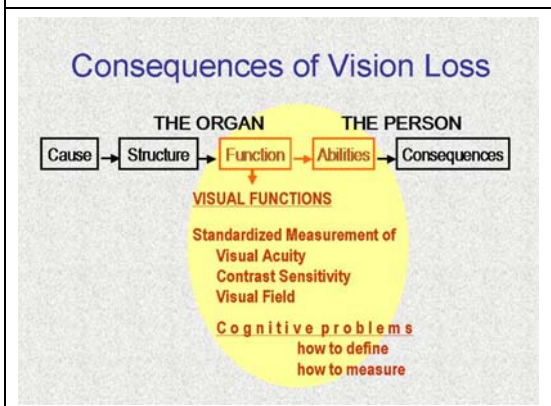 Consequences of Vision Loss
THE ORGAN THE PERSON
Cause Structure Function Abilities Consequences
VISUAL FUNCTIONS
Standardized Measurement of
Visual Acuity
Contrast Sensitivity
Visual Field
Cognitive problems
how to define
how to measure